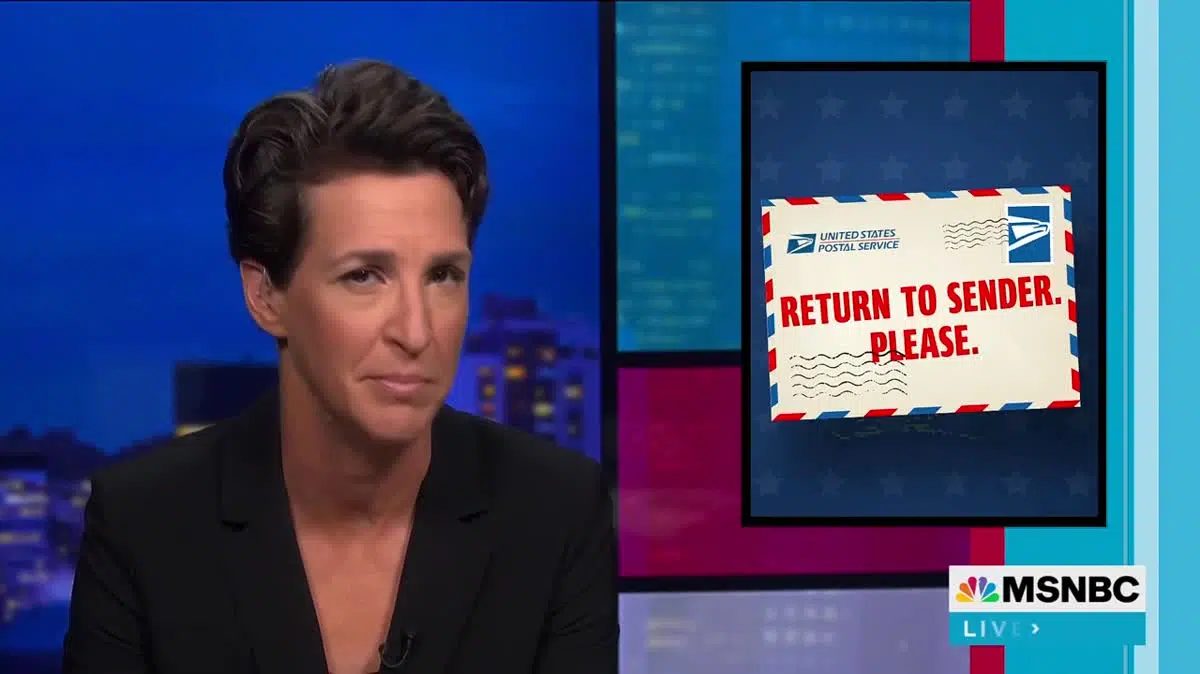 UNITED STATES
POSTAL SERVICE
RETURN TO SENDER.
PLEASE.
MSNBC
LIVE